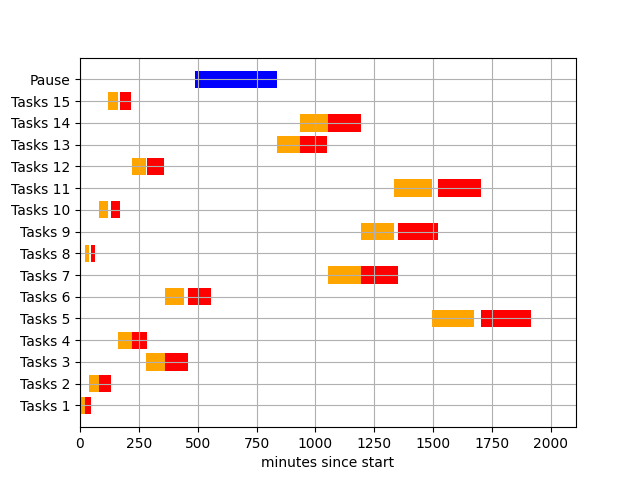 Pause
Tasks 15
Tasks 14
Tasks 13
Tasks 12
Tasks 11
Tasks 10
Tasks 9
Tasks 8
Tasks 7
Tasks 6
Tasks 5
Tasks 4
Tasks 3
Tasks 2
Tasks 1
0 250 500 750 1000 1250 1500 1750 2000
minutes since start